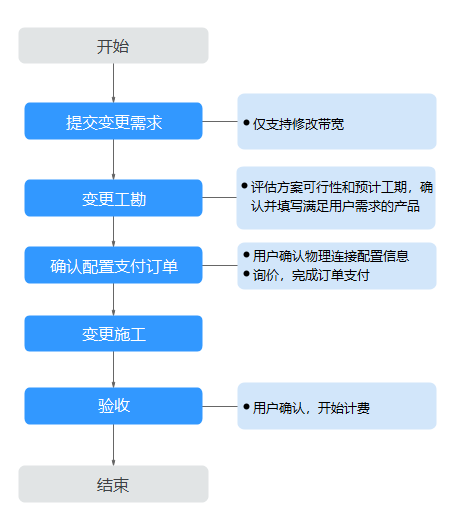 开始
提交变更需求
• 仅支持修改带宽
变更工勘
• 评估方案可行性和预计工期，确
认并填写满足用户需求的产品
确认配置支付订单
• 用户确认物理连接配置信息
• 询价，完成订单支付
变更施工
验收
• 用户确认，开始计费
结束